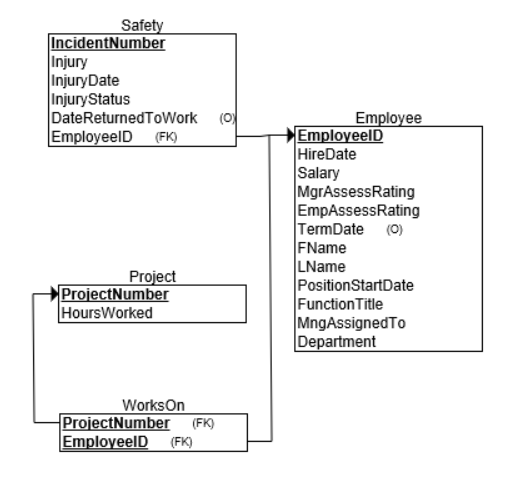 Safety
IncidentNumber
Injury
InjuryDate
InjuryStatus
DateReturnedToWork (O)
EmployeeID (FK)
Employee
EmployeeID
HireDate
Salary
MgrAssessRating
EmpAssessRating
TermDate (O)
FName
LName
PositionStartDate
FunctionTitle
MngAssignedTo
Department
Project
ProjectNumber
HoursWorked
WorksOn
ProjectNumber (FK)
EmployeeID (FK)